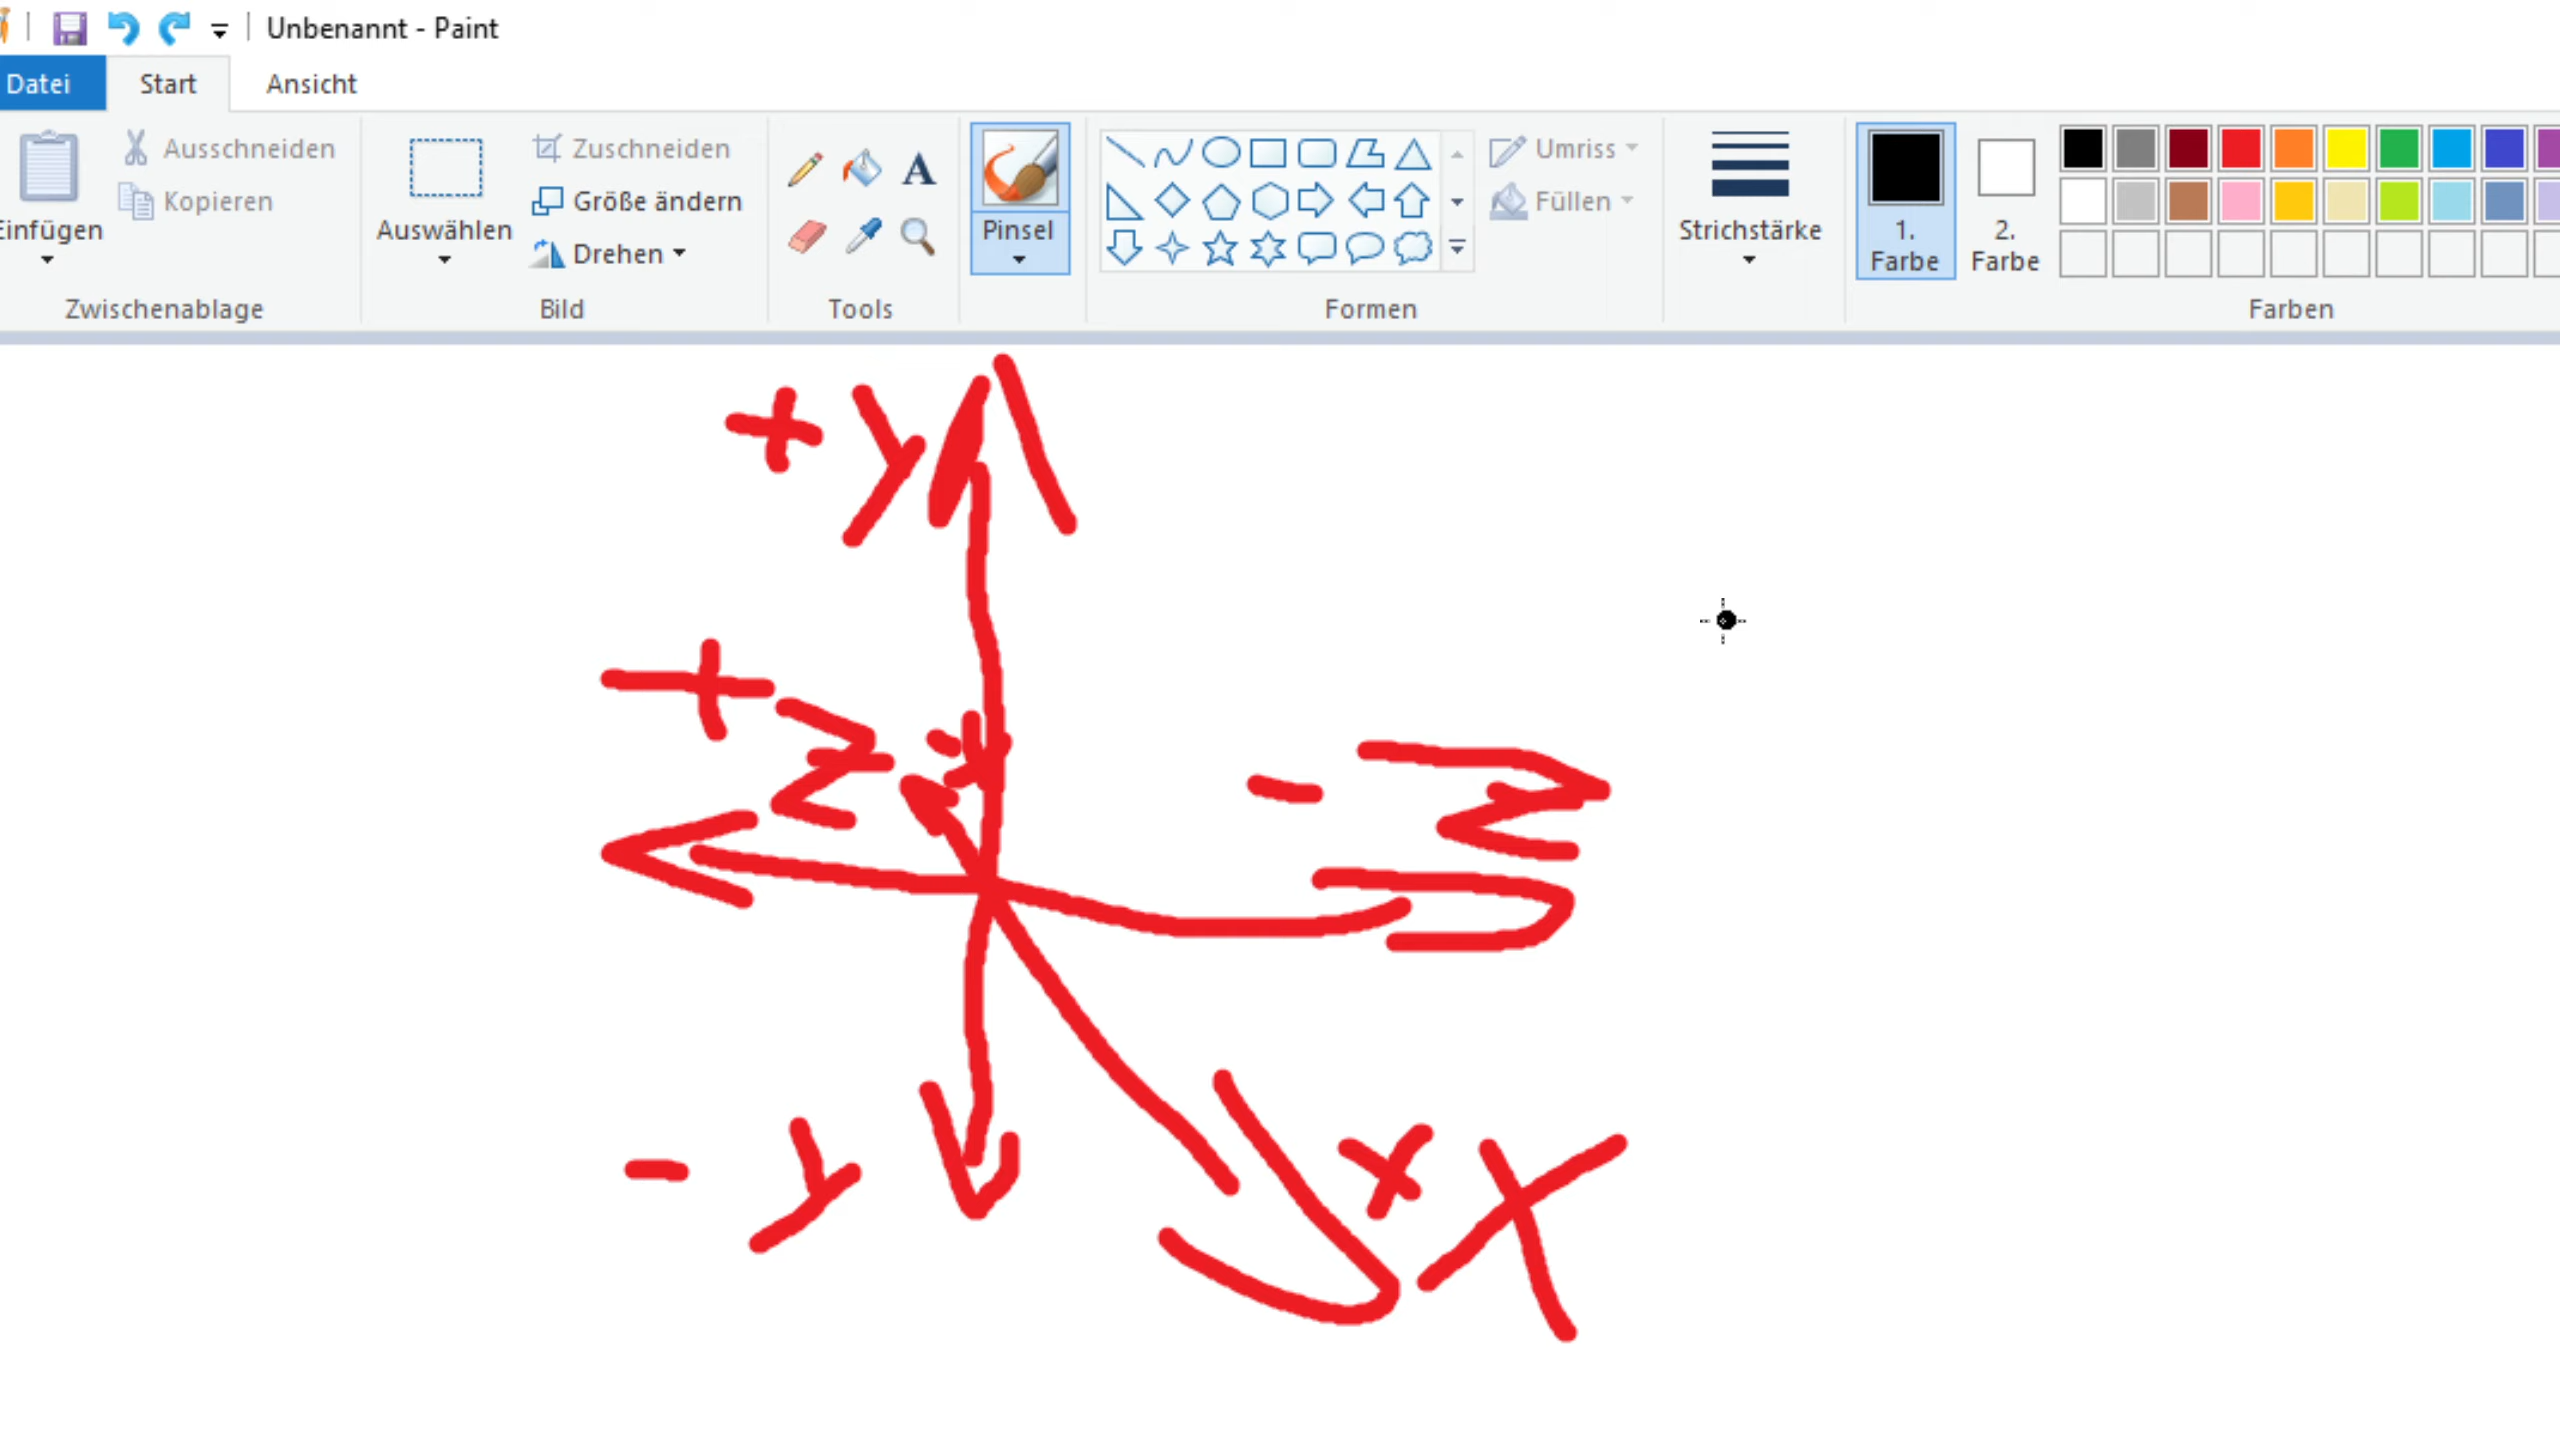 Unbenannt - Paint
Datei Start Ansicht
Einfügen
Ausschneiden
Kopieren
Zwischenablage
Auswählen
Zuschneiden
Größe ändern
Drehen
Bild
A
Tools
Pinsel
Formen
Umriss
Füllen
Strichstärke
1.
Farbe
2.
Farbe
Farben
+ y
+ z
- z
- y
+ x